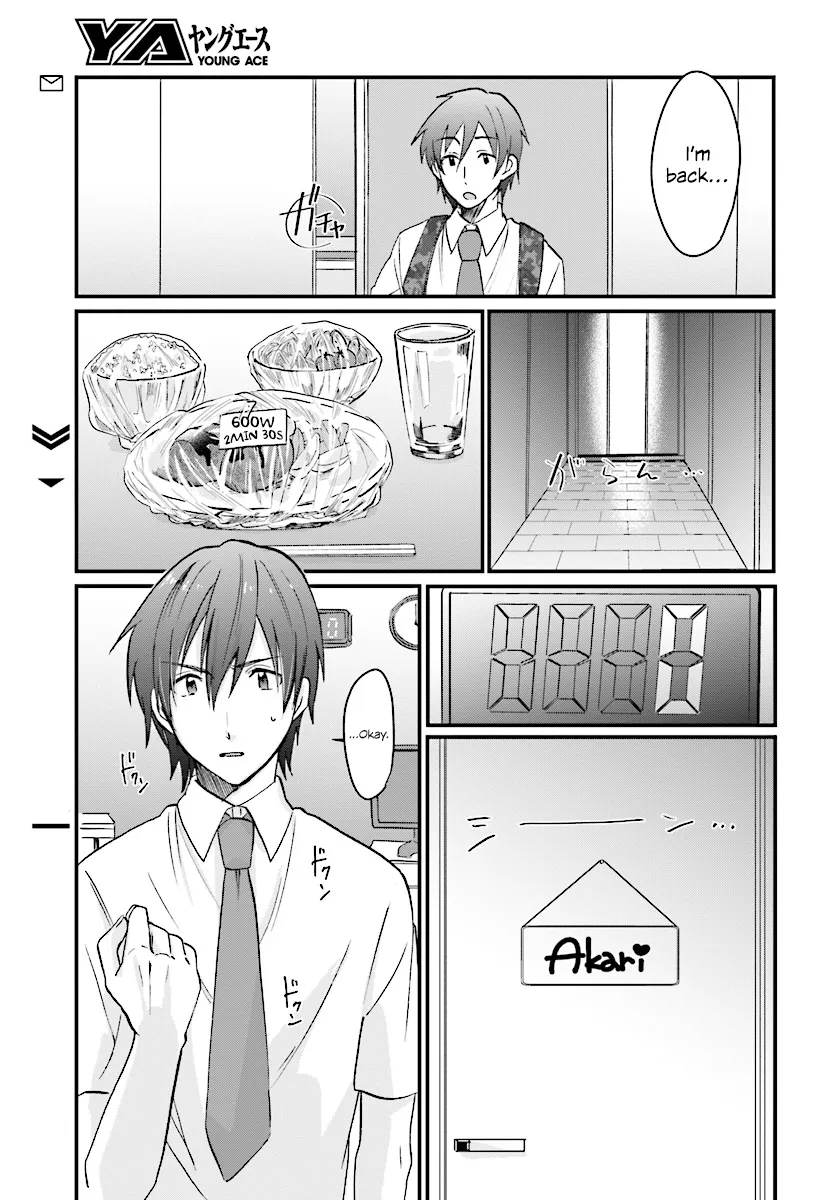 YA ヤングエース
YOUNG ACE
I'm
back...
ガチャ
がらん...
600W
2MIN 30S
1
シーーン...
Akari♥
...Okay.
ドクン
ドクン
ドクン